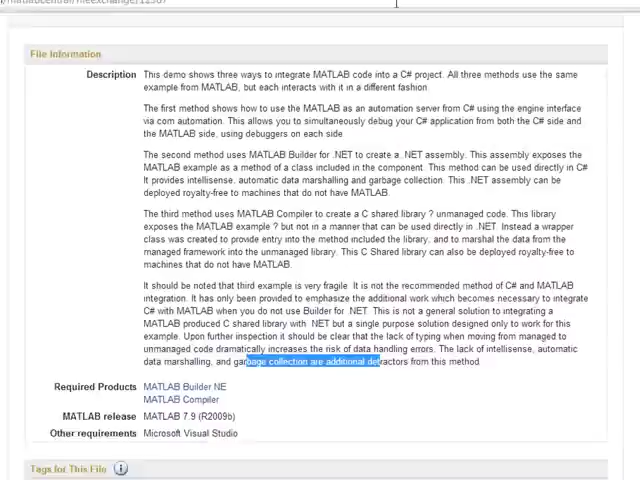 File Information
Description This demo shows three ways to integrate MATLAB code into a C# project. All three methods use the same
example from MATLAB, but each interacts with it in a different fashion
The first method shows how to use the MATLAB as an automation server from C# using the engine interface
via com automation. This allows you to simultaneously debug your C# application from both the C# side and
the MATLAB side, using debuggers on each side
The second method uses MATLAB Builder for .NET to create a .NET assembly. This assembly exposes the
MATLAB example as a method of a class included in the component. This method can be used directly in C#
It provides intellisense, automatic data marshalling and garbage collection. This .NET assembly can be
deployed royalty-free to machines that do not have MATLAB.
The third method uses MATLAB Compiler to create a C shared library ? unmanaged code. This library
exposes the MATLAB example ? but not in a manner that can be used directly in .NET. Instead a wrapper
class was created to provide entry into the method included the library, and to marshal the data from the
managed framework into the unmanaged library. This C Shared library can also be deployed royalty-free to
machines that do not have MATLAB.
It should be noted that third example is very fragile. It is not the recommended method of C# and MATLAB
integration. It has only been provided to emphasize the additional work which becomes necessary to integrate
C# with MATLAB when you do not use Builder for .NET. This is not a general solution to integrating a
MATLAB produced C shared library with .NET but a single purpose solution designed only to work for this
example. Upon further inspection it should be clear that the lack of typing when moving from managed to
unmanaged code dramatically increases the risk of data handling errors. The lack of intellisense, automatic
data marshalling, and garbage collection are additional detractors from this method
Required Products MATLAB Builder NE
MATLAB Compiler
MATLAB release MATLAB 7.9 (R2009b)
Other requirements Microsoft Visual Studio
Tags for This File